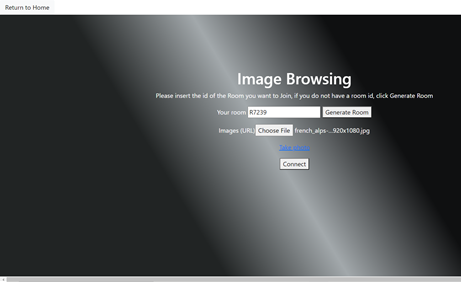 Return to Home
Image Browsing
Please insert the id of the Room you want to Join, if you do not have a room id, click Generate Room
Your room R7239 Generate Room
Images (URL) Choose File french_alps-...920x1080.jpg
Connect